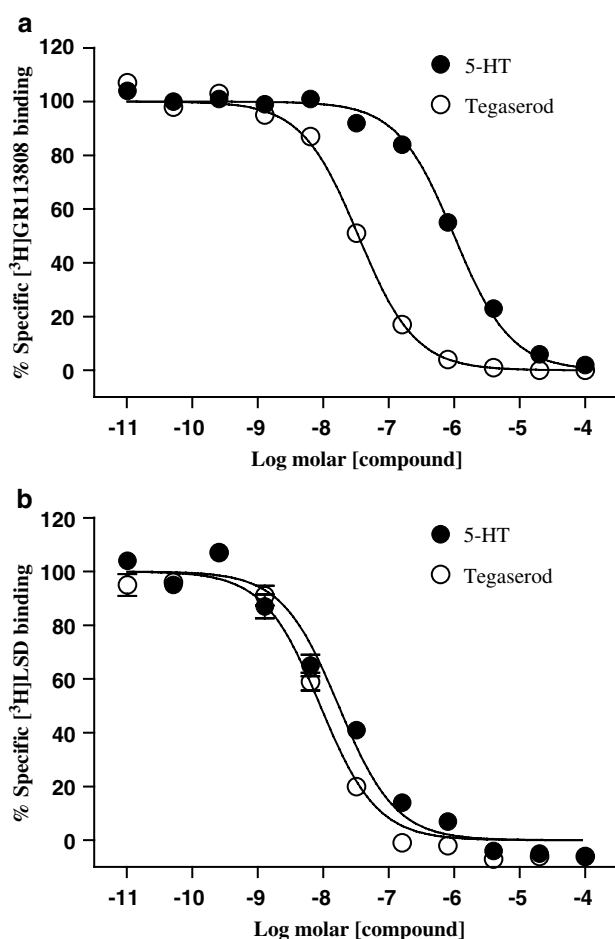 a
120
100
80
60
40
20
0
% Specific [³H]GR113808 binding
5-HT
Tegaserod
-11 -10 -9 -8 -7 -6 -5 -4
Log molar [compound]
b
120
100
80
60
40
20
0
% Specific [³H]LSD binding
5-HT
Tegaserod
-11 -10 -9 -8 -7 -6 -5 -4
Log molar [compound]